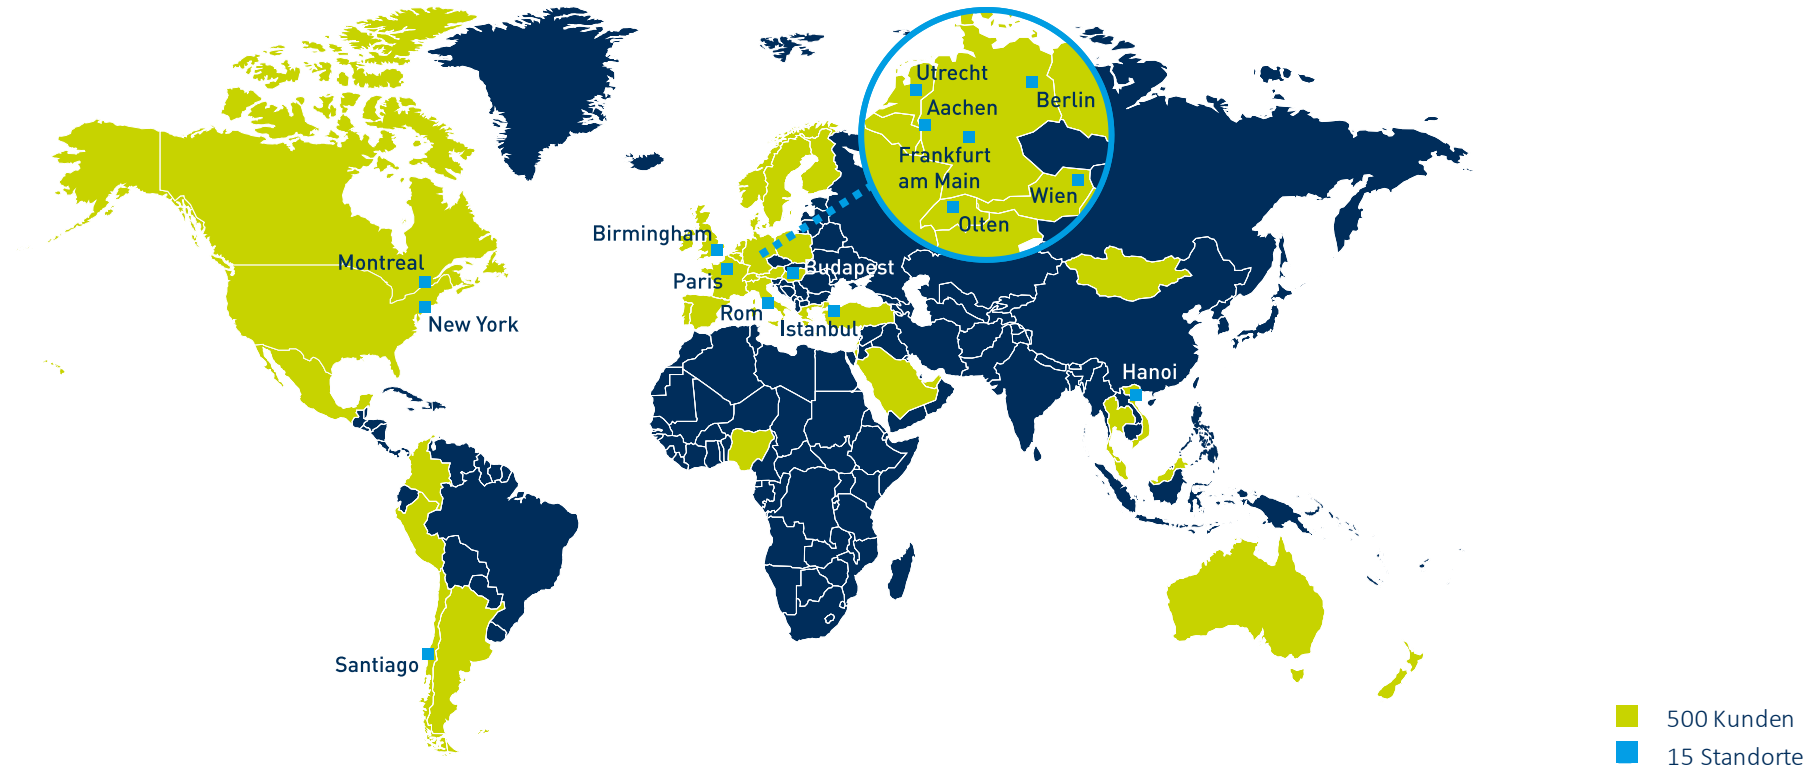 Utrecht
Berlin
Aachen
Frankfurt
am Main
Wien
Olten
Birmingham
Montreal
Budapest
Paris
Rom
New York
Istanbul
Hanoi
Santiago
500 Kunden
15 Standorte